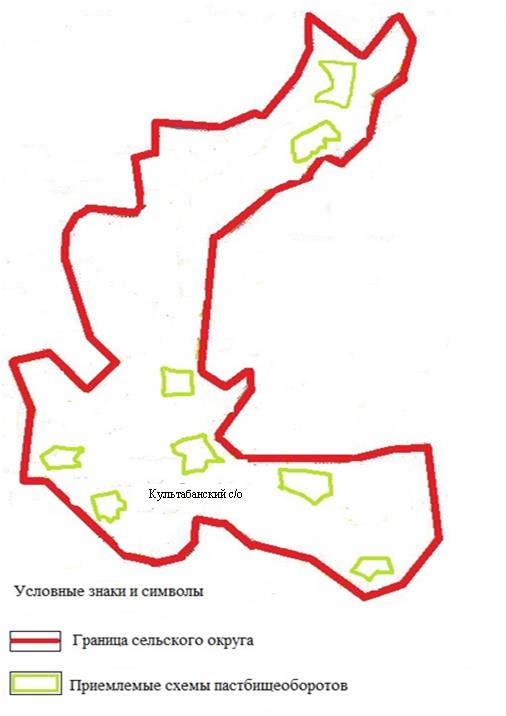 Культабанский с/о
Условные знаки и символы
Граница сельского округа
Приемлемые схемы пастбищеоборотов